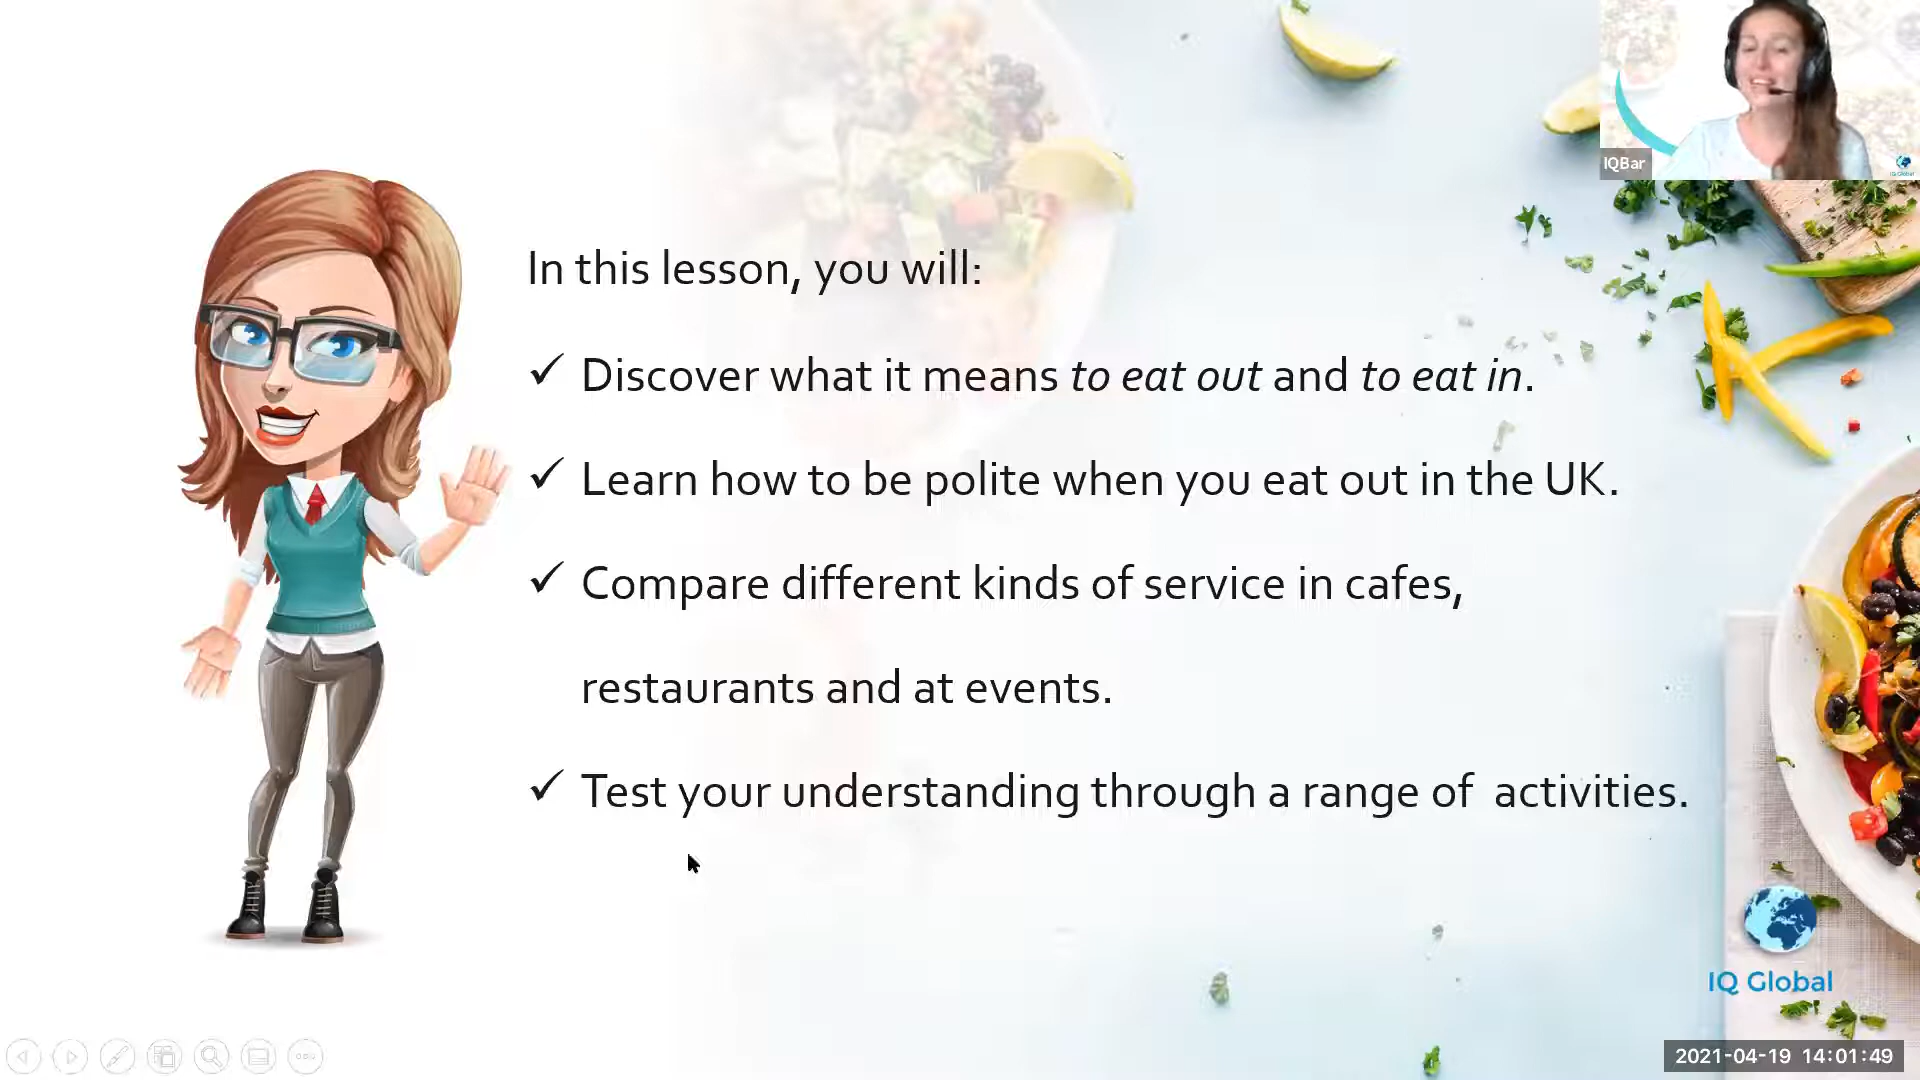 IQBar
In this lesson, you will:
✓ Discover what it means to eat out and to eat in.
✓ Learn how to be polite when you eat out in the UK.
✓ Compare different kinds of service in cafes,
restaurants and at events.
✓ Test your understanding through a range of  activities.
IQ Global
2021-04-19 14:01:49